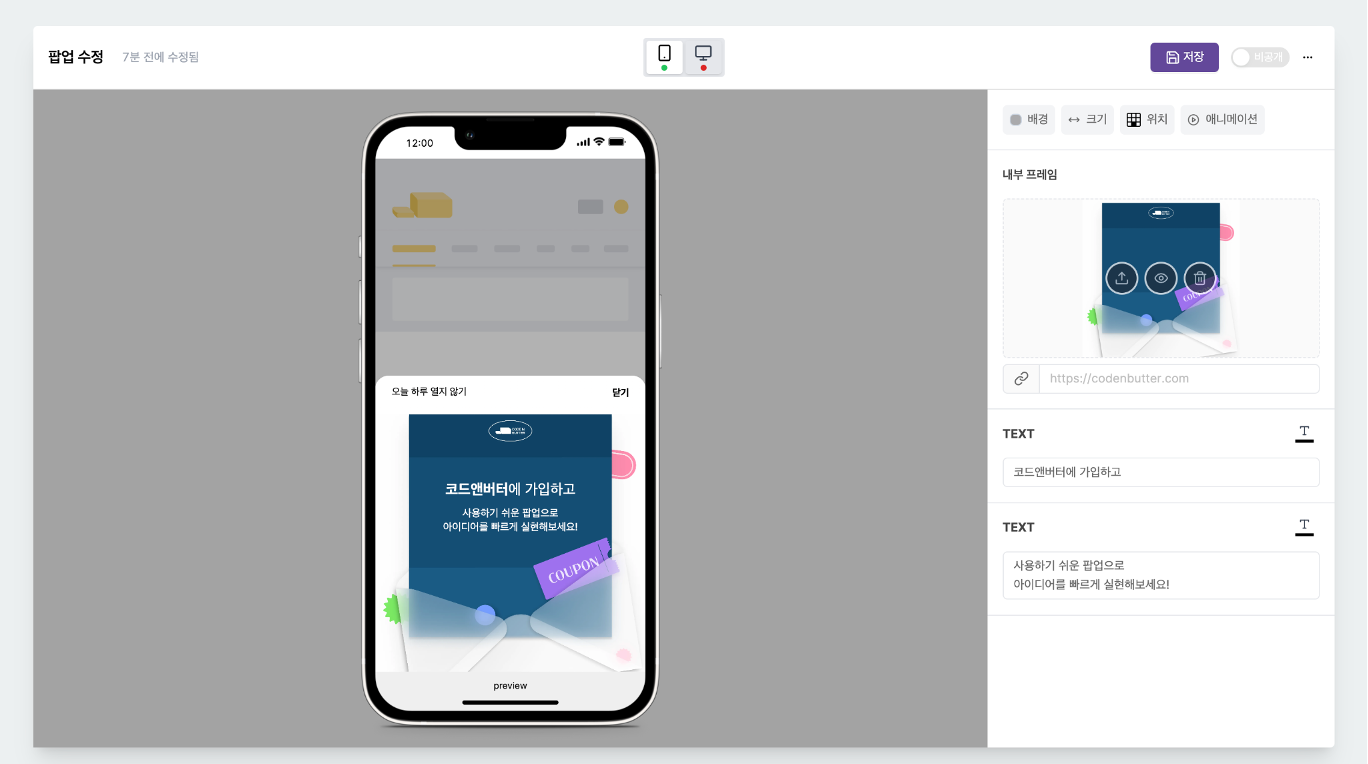 팝업 수정
7분 전에 수정됨
저장
비공개
배경
크기
위치
애니메이션
12:00
오늘 하루 열지 않기
닫기
CODE N
BUTTER
코드앤버터에 가입하고
사용하기 쉬운 팝업으로
아이디어를 빠르게 실현해보세요!
COUPON
preview
내부 프레임
COUPON
https://codenbutter.com
TEXT
T
코드앤버터에 가입하고
TEXT
T
사용하기 쉬운 팝업으로
아이디어를 빠르게 실현해보세요!